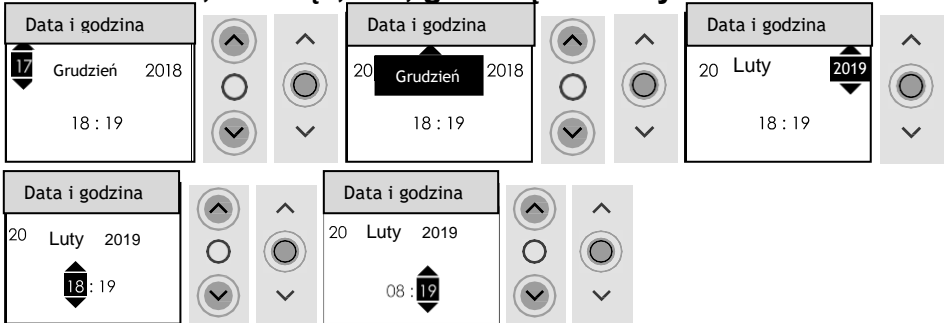 Data i godzina
17 Grudzień 2018
18 : 19
Data i godzina
20 Grudzień 2018
18 : 19
Data i godzina
20 Luty 2019
18 : 19
Data i godzina
20 Luty 2019
18 : 19
Data i godzina
20 Luty 2019
08 : 19